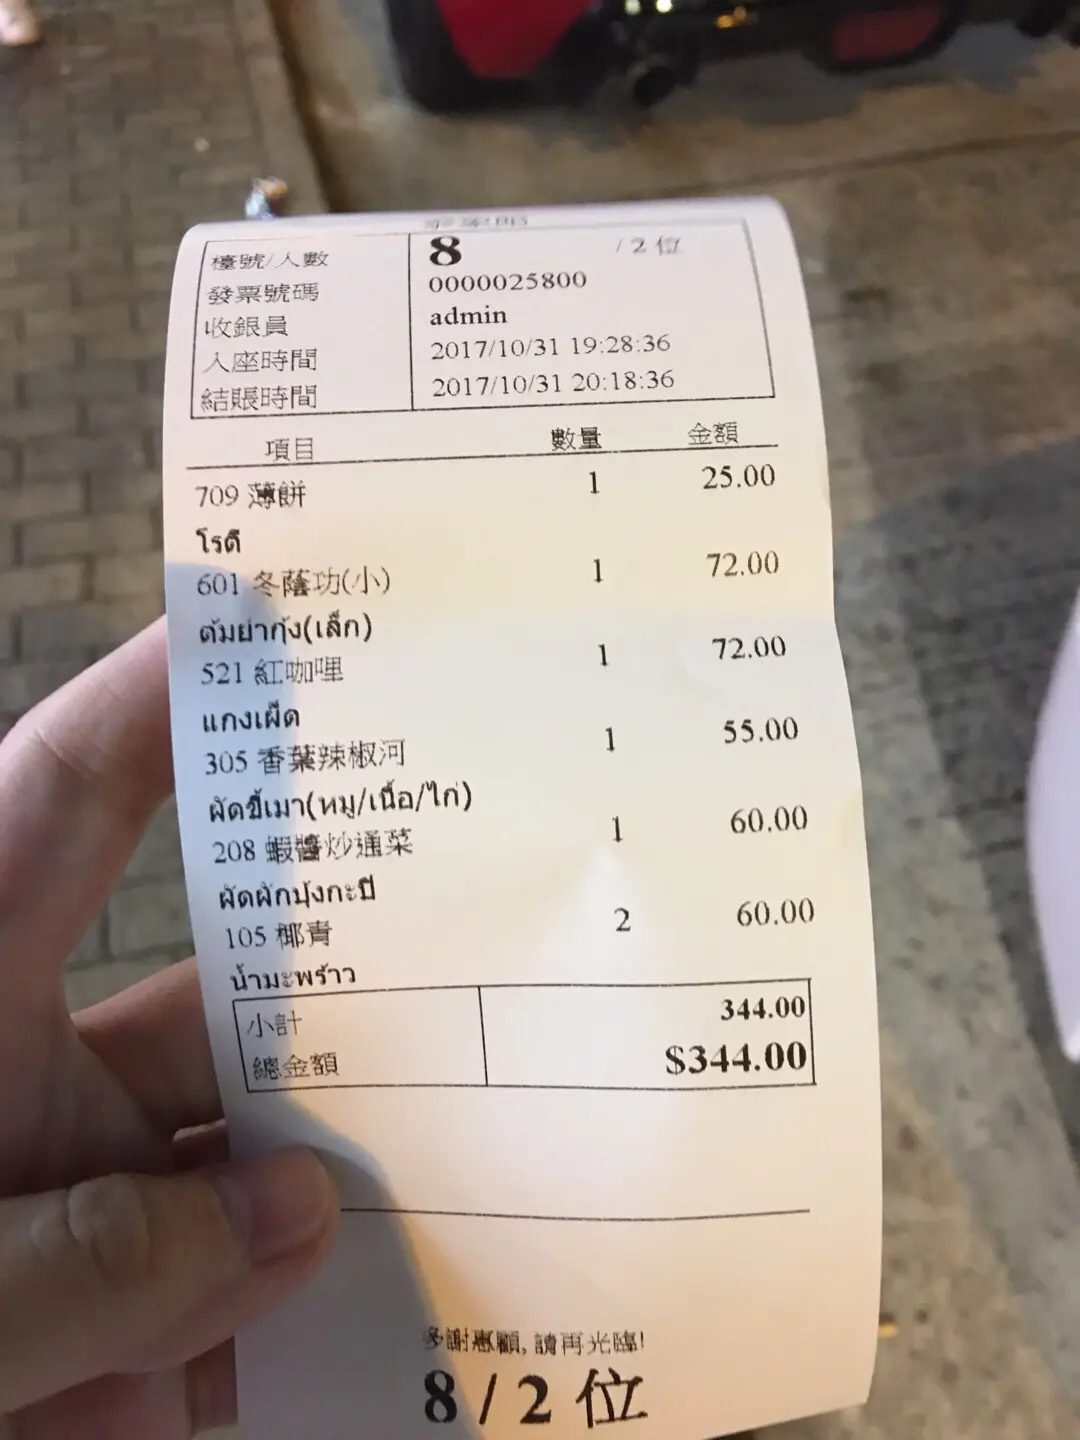 檯號/人數 8 / 2 位
發票號碼 0000025800
收銀員 admin
入座時間 2017/10/31 19:28:36
結賬時間 2017/10/31 20:18:36
項目 數量 金額
709 薄餅 1 25.00
โรตี
601 冬蔭功(小) 1 72.00
ต้มยำกุ้ง(เล็ก)
521 紅咖哩 1 72.00
แกงเผ็ด
305 香葉辣椒河 1 55.00
ผัดขี้เมา(หมู/เนื้อ/ไก่)
208 蝦醬炒通菜 1 60.00
ผัดผักบุ้งกะปิ
105 椰青 2 60.00
น้ำมะพร้าว
小計 344.00
總金額 $344.00
多謝惠顧, 請再光臨!
8 / 2 位